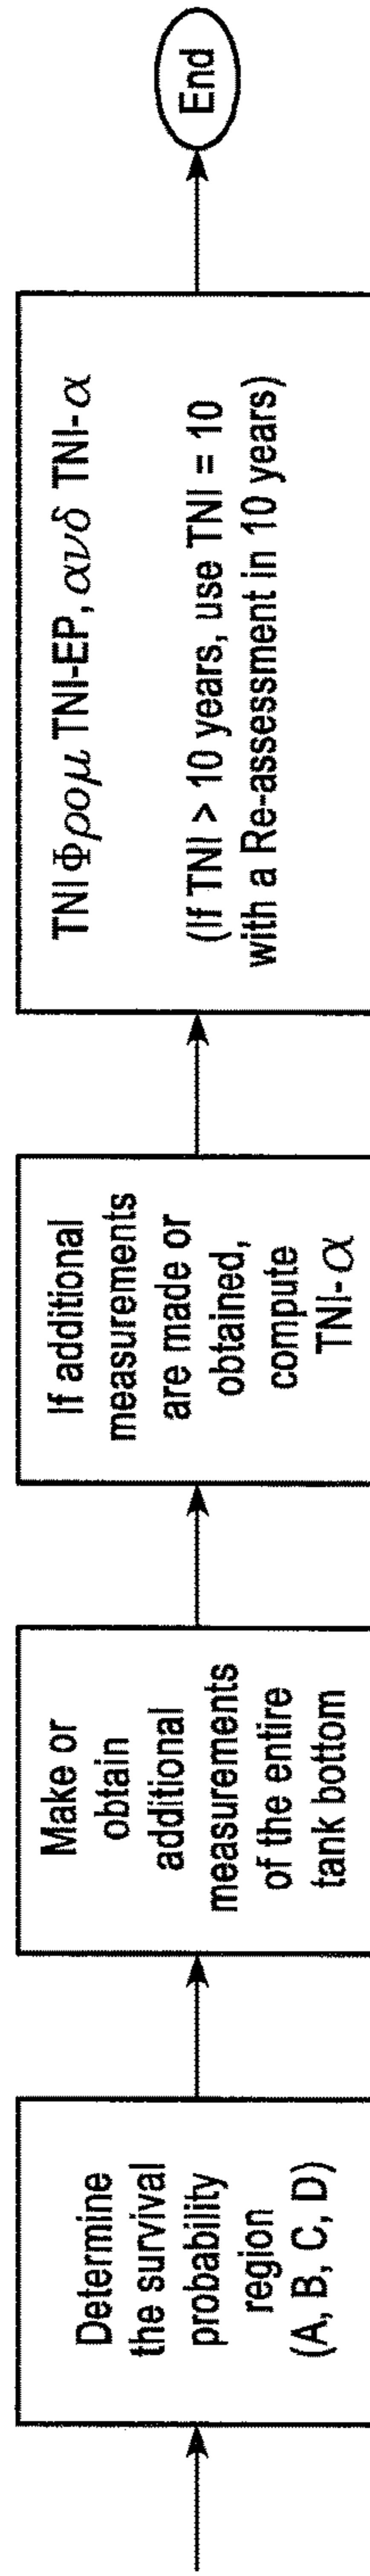 Determine
the survival
probability
region
(A, B, C, D)
Make or
obtain
additional
measurements
of the entire
tank bottom
If additional
measurements
are made or
obtained,
compute
TNI-α
TNI Φρομ TNI-EP, ανδ TNI-α
(If TNI > 10 years, use TNI = 10
with a Re-assessment in 10 years)
End